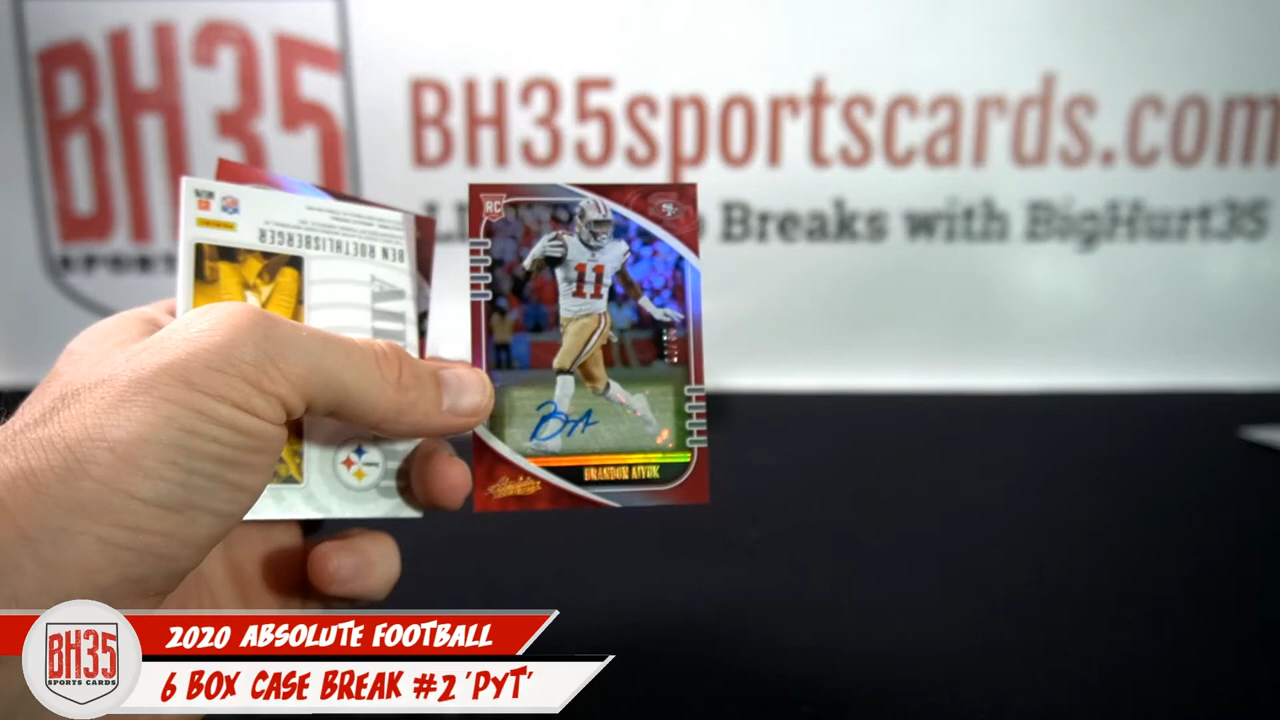 BH35
SPORTS
BH35sportscards.com
Breaks with BigHurt35
BEN ROETHLISBERGER
RC
11
BRANDON AIYUK
Absolute
BH35
SPORTS CARDS
2020 ABSOLUTE FOOTBALL
6 BOX CASE BREAK #2 'PYT'